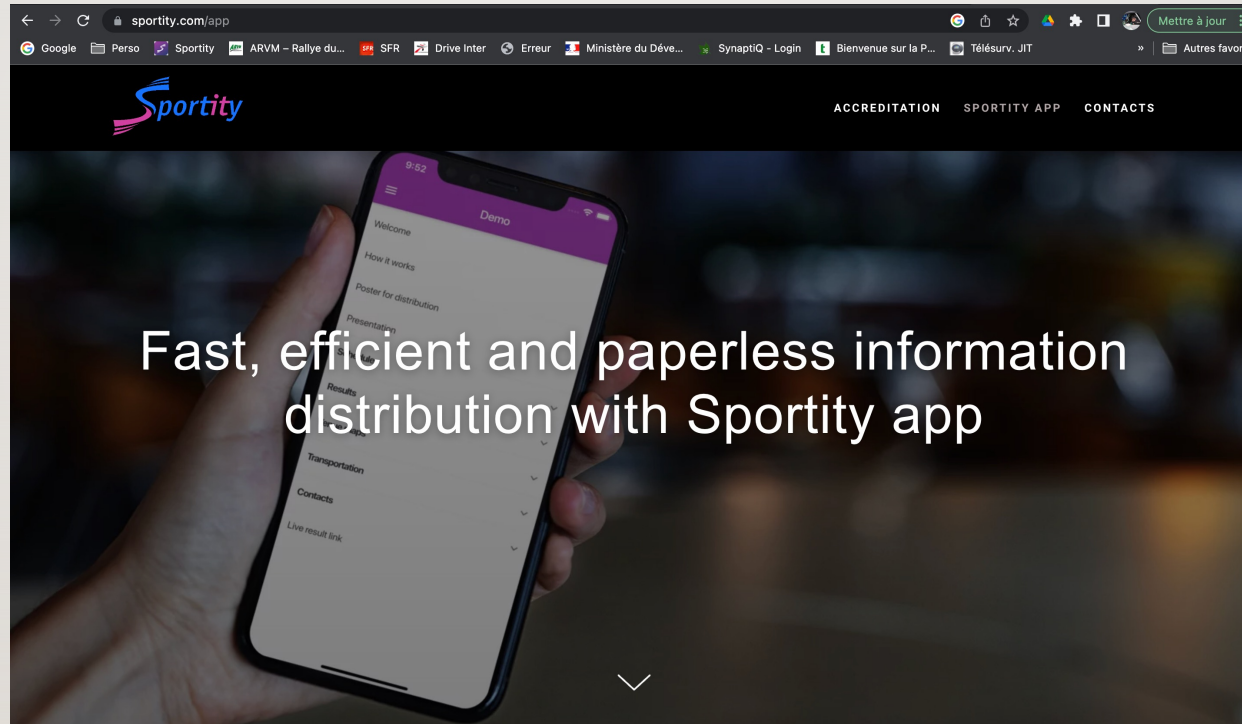 sportity.com/app
Mettre à jour
Google Perso Sportity ARVM – Rallye du... SFR Drive Inter Erreur Ministère du Déve... SynaptiQ - Login Bienvenue sur la P... Télésurv. JIT » Autres favor
Sportity
ACCREDITATION SPORTITY APP CONTACTS
9:52
Demo
Welcome
How it works
Poster for distribution
Presentation
Fast, efficient and paperless information
Results
distribution with Sportity app
Transportation
Contacts
Live result link